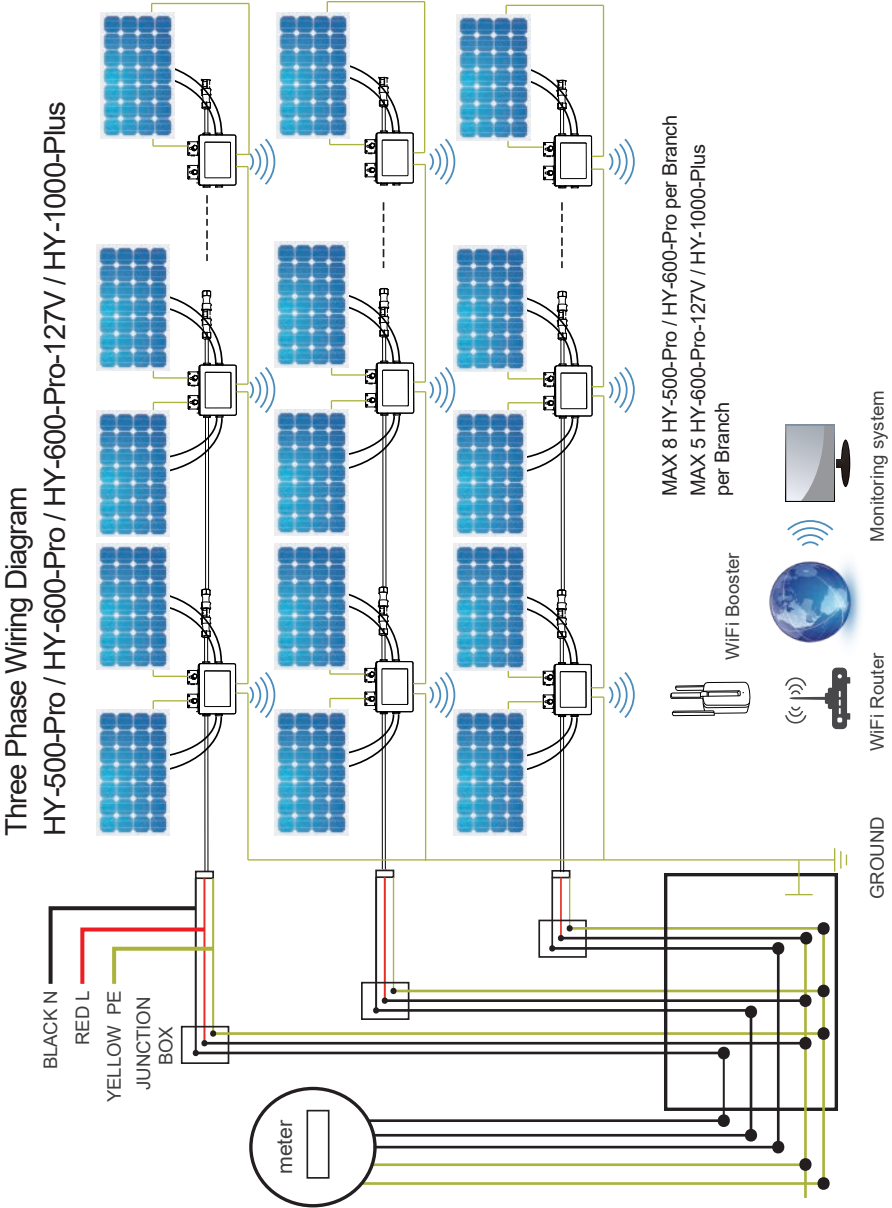 Three Phase Wiring Diagram
HY-500-Pro / HY-600-Pro / HY-600-Pro-127V / HY-1000-Plus
BLACK N
RED L
YELLOW PE
JUNCTION
BOX
meter
MAX 8 HY-500-Pro / HY-600-Pro per Branch
MAX 5 HY-600-Pro-127V / HY-1000-Plus
per Branch
WiFi Booster
GROUND
WiFi Router
Monitoring system